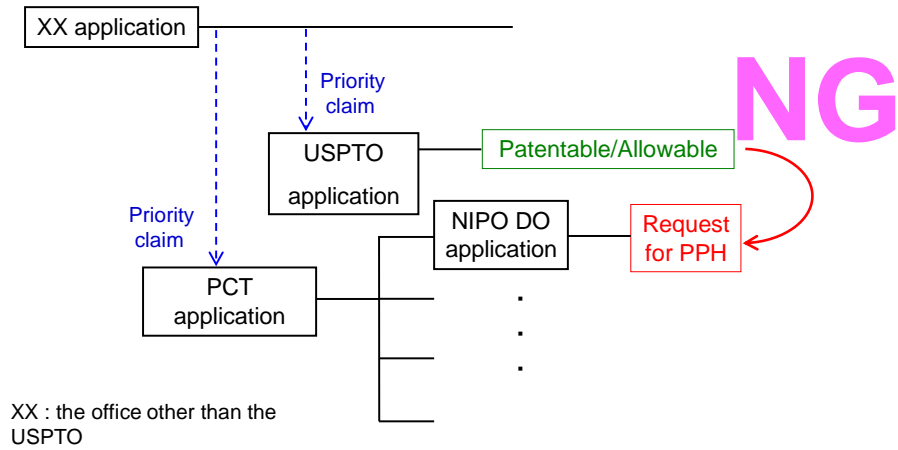 XX application
NG
Priority
claim
USPTO
application
Patentable/Allowable
Priority
claim
NIPO DO
application
Request
for PPH
PCT
application
XX : the office other than the
USPTO